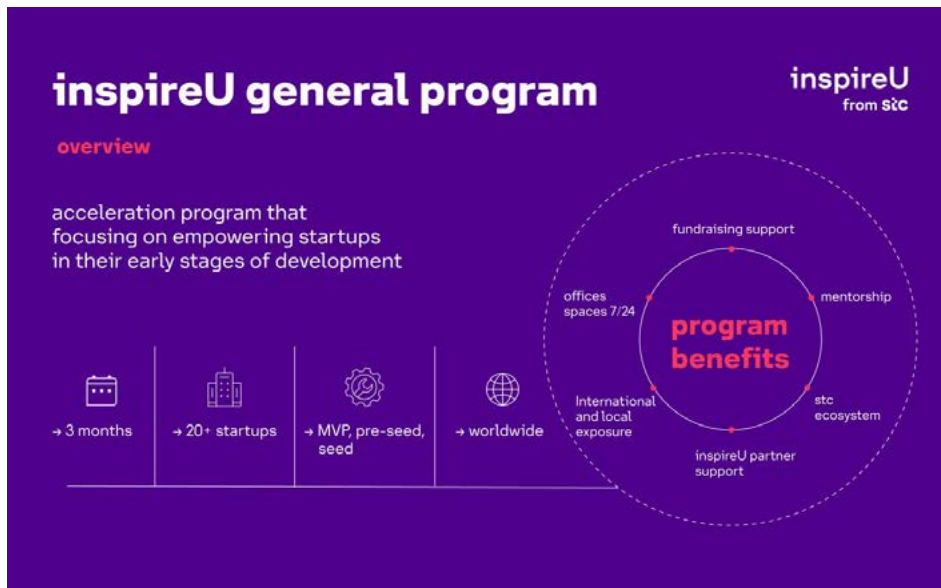 inspireU general program
inspireU
from stc
overview
acceleration program that
focusing on empowering startups
in their early stages of development
→ 3 months
→ 20+ startups
→ MVP, pre-seed,
seed
→ worldwide
program
benefits
fundraising support
mentorship
stc
ecosystem
inspireU partner
support
International
and local
exposure
offices
spaces 7/24